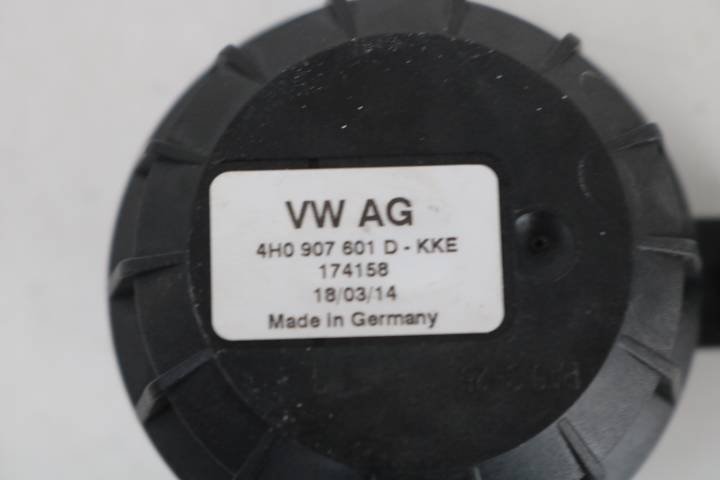 VW AG
4H0 907 601 D - KKE
174158
18/03/14
Made in Germany